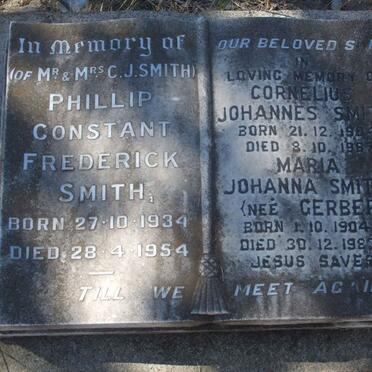 In Memory of
(OF MR & MRS C.J. SMITH)
PHILLIP
CONSTANT
FREDERICK
SMITH,
BORN 27-10-1934
DIED 28-4-1954
TILL WE
OUR BELOVED
IN
LOVING MEMORY
CORNELIUS
JOHANNES
BORN 21.12.
DIED 8.10.
MARIA
JOHANNA
(NEÉ GERBER
BORN 1.10.1904
DIED 30.12.
JESUS SAVES
MEET AGAIN